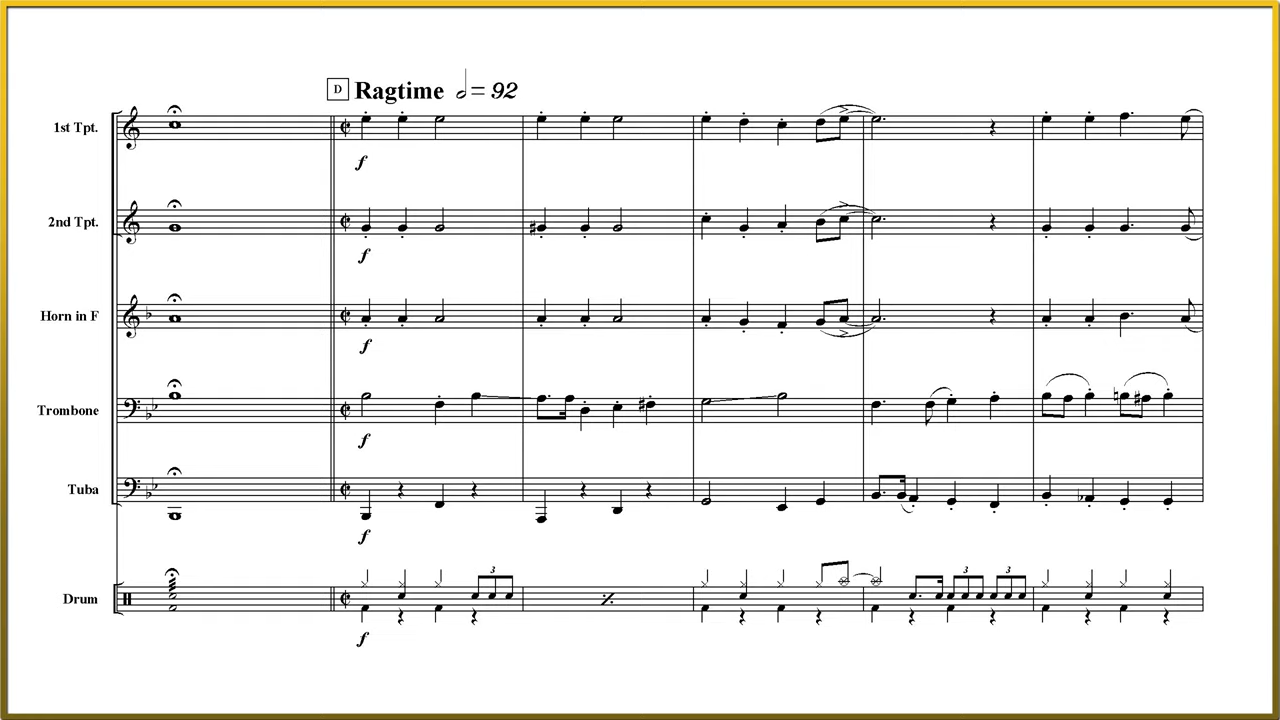 D Ragtime = 92
1st Tpt.
f
2nd Tpt.
f
Horn in F
f
Trombone
f
Tuba
f
3
3
3
Drum
f